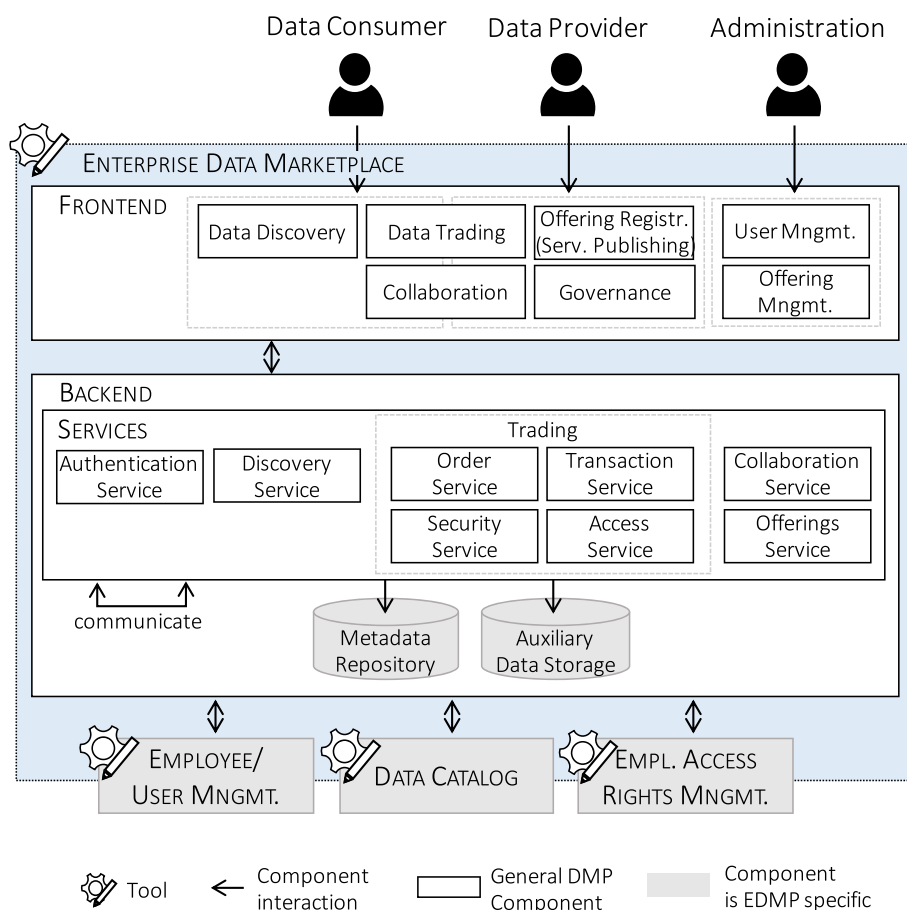 Data Consumer
Data Provider
Administration
ENTERPRISE DATA MARKETPLACE
FRONTEND
Data Discovery
Data Trading
Offering Registr.
(Serv. Publishing)
User Mngmt.
Collaboration
Governance
Offering
Mngmt.
BACKEND
SERVICES
Trading
Authentication
Service
Discovery
Service
Order
Service
Transaction
Service
Collaboration
Service
Security
Service
Access
Service
Offerings
Service
communicate
Metadada
Repository
Auxiliary
Data Storage
EMPLOYEE/
USER MNGMT.
DATA CATALOG
EMPL. ACCESS
RIGHTS MNGMT.
Tool
Component
interaction
General DMP
Component
Component
is EDMP specific